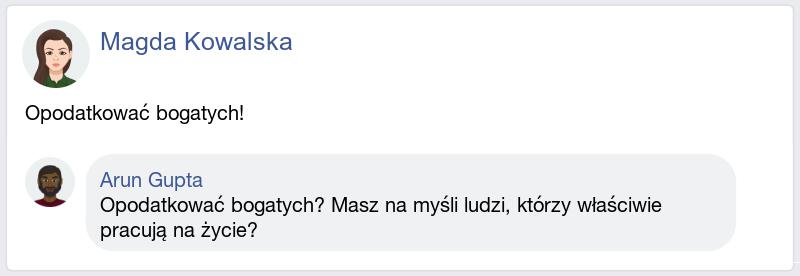 Magda Kowalska
Opodatkować bogatych!
Arun Gupta
Opodatkować bogatych? Masz na myśli ludzi, którzy właściwie
pracują na życie?